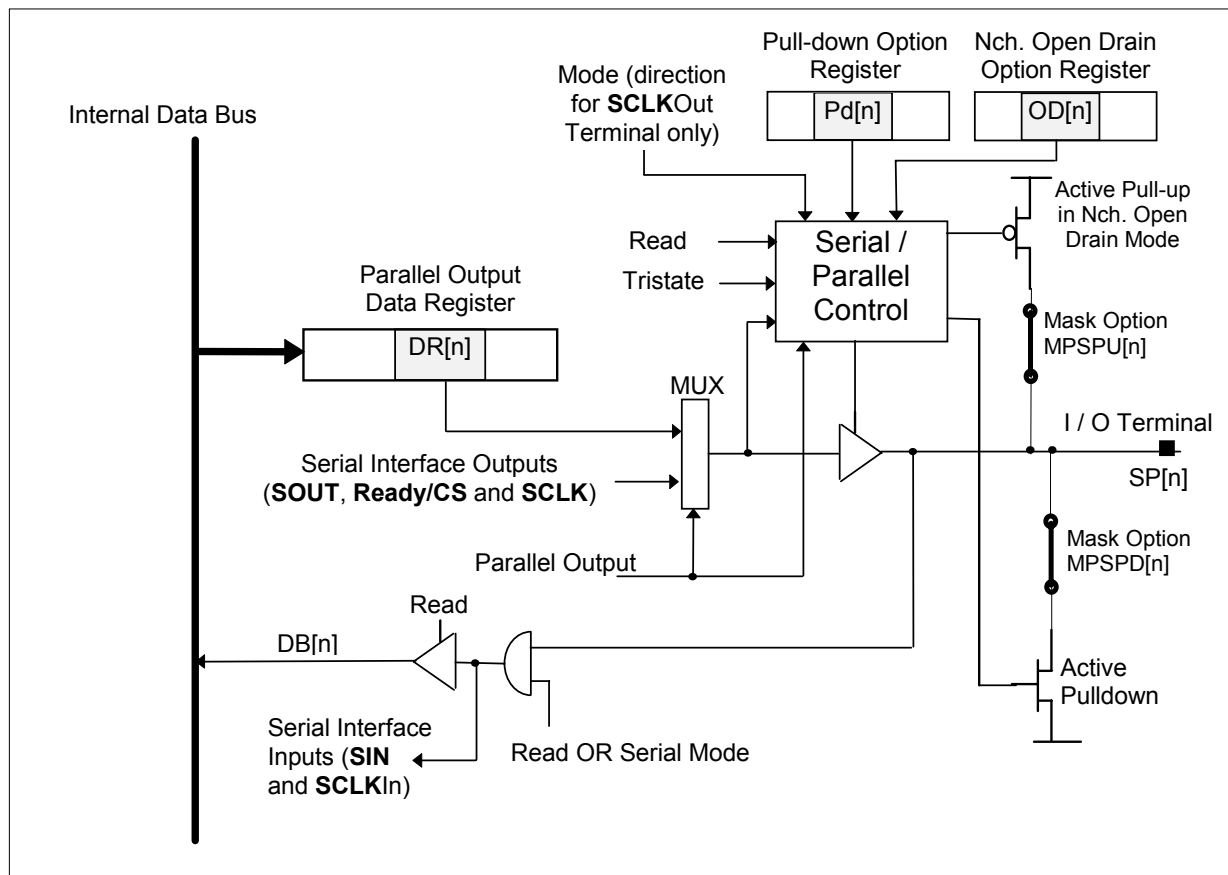 Pull-down Option
Register
Nch. Open Drain
Option Register
Mode (direction
for SCLKOut
Terminal only)
Pd[n]
OD[n]
Internal Data Bus
Active Pull-up
in Nch. Open
Drain Mode
Read
Tristate
Serial /
Parallel
Control
Parallel Output
Data Register
DR[n]
Mask Option
MPSPU[n]
MUX
I / O Terminal
SP[n]
Serial Interface Outputs
(SOUT, Ready/CS and SCLK)
Mask Option
MPSPD[n]
Parallel Output
Read
DB[n]
Active
Pulldown
Serial Interface
Inputs (SIN
and SCLKIn)
Read OR Serial Mode